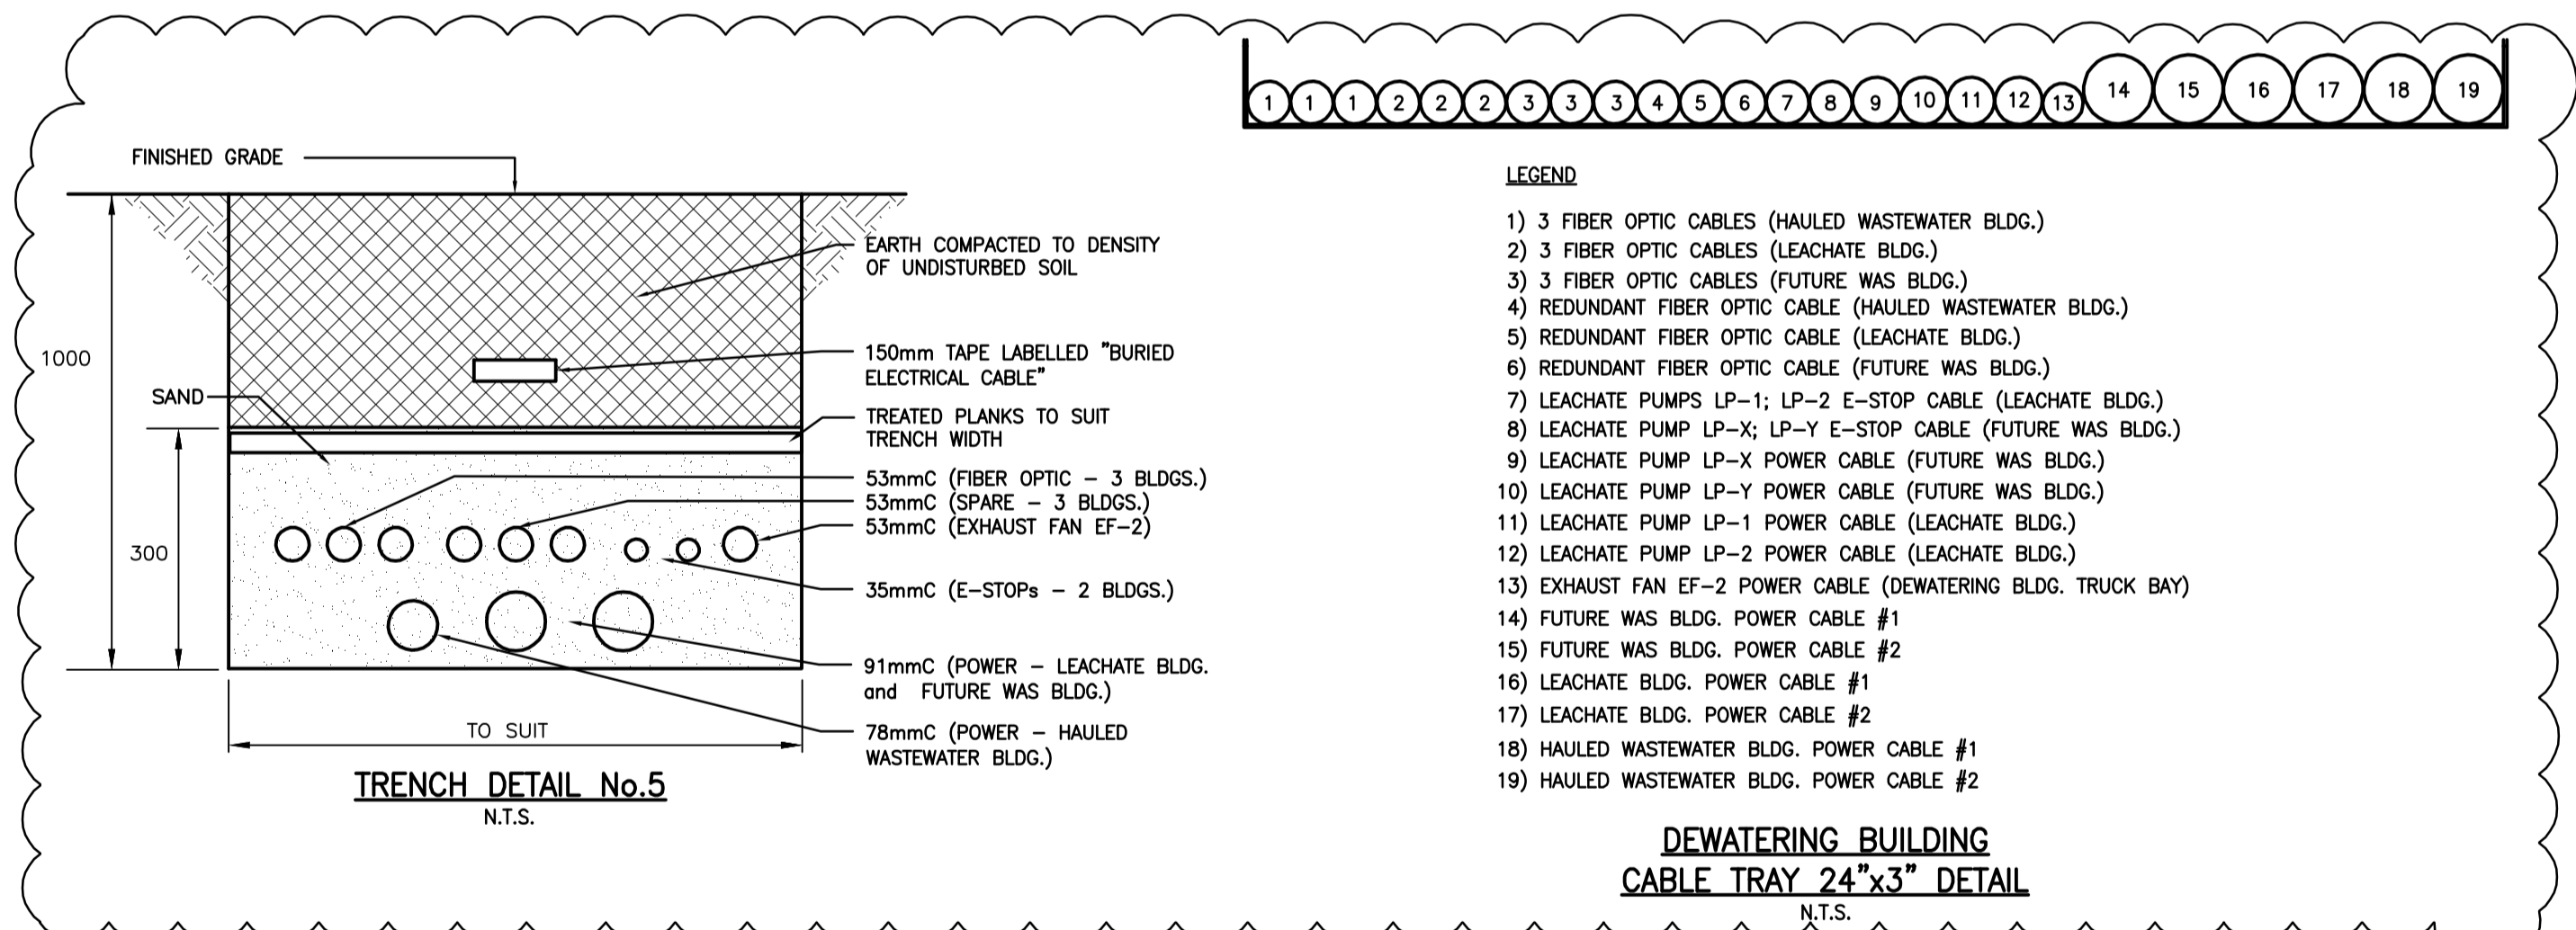 1 1 1 2 2 2 3 3 3 4 5 6 7 8 9 10 11 12 13 14 15 16 17 18 19
FINISHED GRADE
EARTH COMPACTED TO DENSITY
OF UNDISTURBED SOIL
1000
150mm TAPE LABELLED "BURIED
ELECTRICAL CABLE"
SAND
TREATED PLANKS TO SUIT
TRENCH WIDTH
53mmC (FIBER OPTIC - 3 BLDGS.)
53mmC (SPARE - 3 BLDGS.)
53mmC (EXHAUST FAN EF-2)
300
35mmC (E-STOPs - 2 BLDGS.)
91mmC (POWER - LEACHATE BLDG.
and FUTURE WAS BLDG.)
78mmC (POWER - HAULED
WASTEWATER BLDG.)
TO SUIT
TRENCH DETAIL No.5
N.T.S.
LEGEND
1) 3 FIBER OPTIC CABLES (HAULED WASTEWATER BLDG.)
2) 3 FIBER OPTIC CABLES (LEACHATE BLDG.)
3) 3 FIBER OPTIC CABLES (FUTURE WAS BLDG.)
4) REDUNDANT FIBER OPTIC CABLE (HAULED WASTEWATER BLDG.)
5) REDUNDANT FIBER OPTIC CABLE (LEACHATE BLDG.)
6) REDUNDANT FIBER OPTIC CABLE (FUTURE WAS BLDG.)
7) LEACHATE PUMPS LP-1; LP-2 E-STOP CABLE (LEACHATE BLDG.)
8) LEACHATE PUMP LP-X; LP-Y E-STOP CABLE (FUTURE WAS BLDG.)
9) LEACHATE PUMP LP-X POWER CABLE (FUTURE WAS BLDG.)
10) LEACHATE PUMP LP-Y POWER CABLE (FUTURE WAS BLDG.)
11) LEACHATE PUMP LP-1 POWER CABLE (LEACHATE BLDG.)
12) LEACHATE PUMP LP-2 POWER CABLE (LEACHATE BLDG.)
13) EXHAUST FAN EF-2 POWER CABLE (DEWATERING BLDG. TRUCK BAY)
14) FUTURE WAS BLDG. POWER CABLE #1
15) FUTURE WAS BLDG. POWER CABLE #2
16) LEACHATE BLDG. POWER CABLE #1
17) LEACHATE BLDG. POWER CABLE #2
18) HAULED WASTEWATER BLDG. POWER CABLE #1
19) HAULED WASTEWATER BLDG. POWER CABLE #2
DEWATERING BUILDING
CABLE TRAY 24"x3" DETAIL
N.T.S.